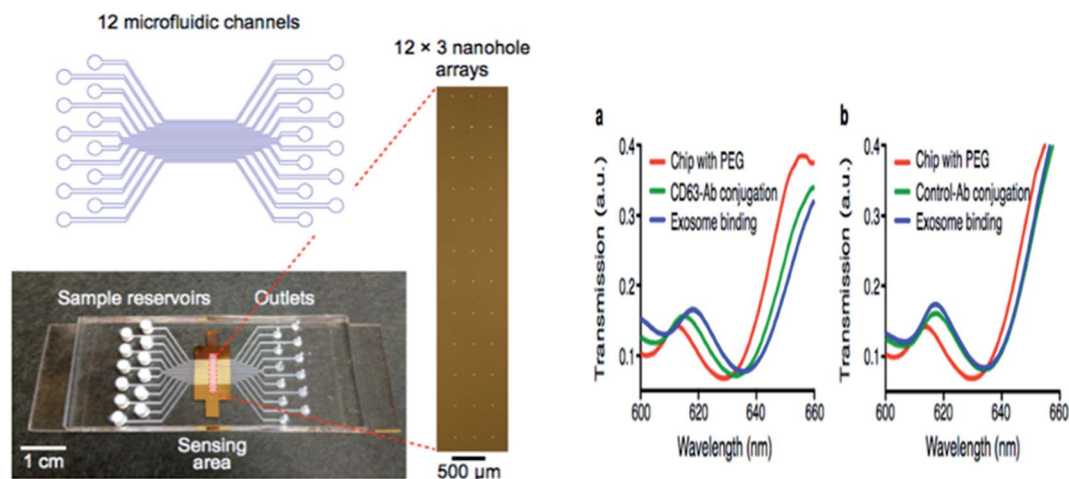 12 microfluidic channels
12 × 3 nanohole
arrays
Sample reservoirs
Outlets
Sensing
area
1 cm
500 μm
a
0.4
0.3
0.2
0.1
Transmission (a.u.)
Chip with PEG
CD63-Ab conjugation
Exosome binding
600
620
640
660
Wavelength (nm)
b
0.4
0.3
0.2
0.1
Transmission (a.u.)
Chip with PEG
Control-Ab conjugation
Exosome binding
600
620
640
660
Wavelength (nm)